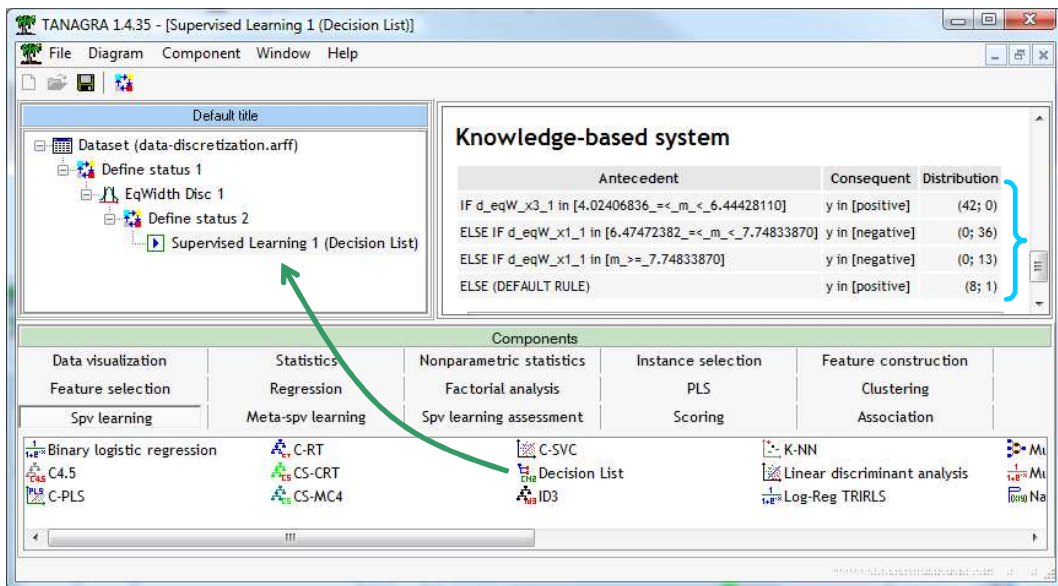 TANAGRA 1.4.35 - [Supervised Learning 1 (Decision List)]
File Diagram Component Window Help
Default title
Dataset (data-discretization.arff)
Define status 1
EqWidth Disc 1
Define status 2
Supervised Learning 1 (Decision List)
Knowledge-based system
Antecedent Consequent Distribution
IF d_eqW_x3_1 in [4.02406836_=<_m_<_6.44428110] y in [positive] (42; 0)
ELSE IF d_eqW_x1_1 in [6.47472382_=<_m_<_7.74833870] y in [negative] (0; 36)
ELSE IF d_eqW_x1_1 in [m_>=_7.74833870] y in [negative] (0; 13)
ELSE (DEFAULT RULE) y in [positive] (8; 1)
Components
Data visualization Statistics Nonparametric statistics Instance selection Feature construction
Feature selection Regression Factorial analysis PLS Clustering
Spv learning Meta-spv learning Spv learning assessment Scoring Association
Binary logistic regression C-RT C-SVC K-NN Mu
C4.5 CS-CRT Decision List Linear discriminant analysis Mu
C-PLS CS-MC4 ID3 Log-Reg TRIRLS Na